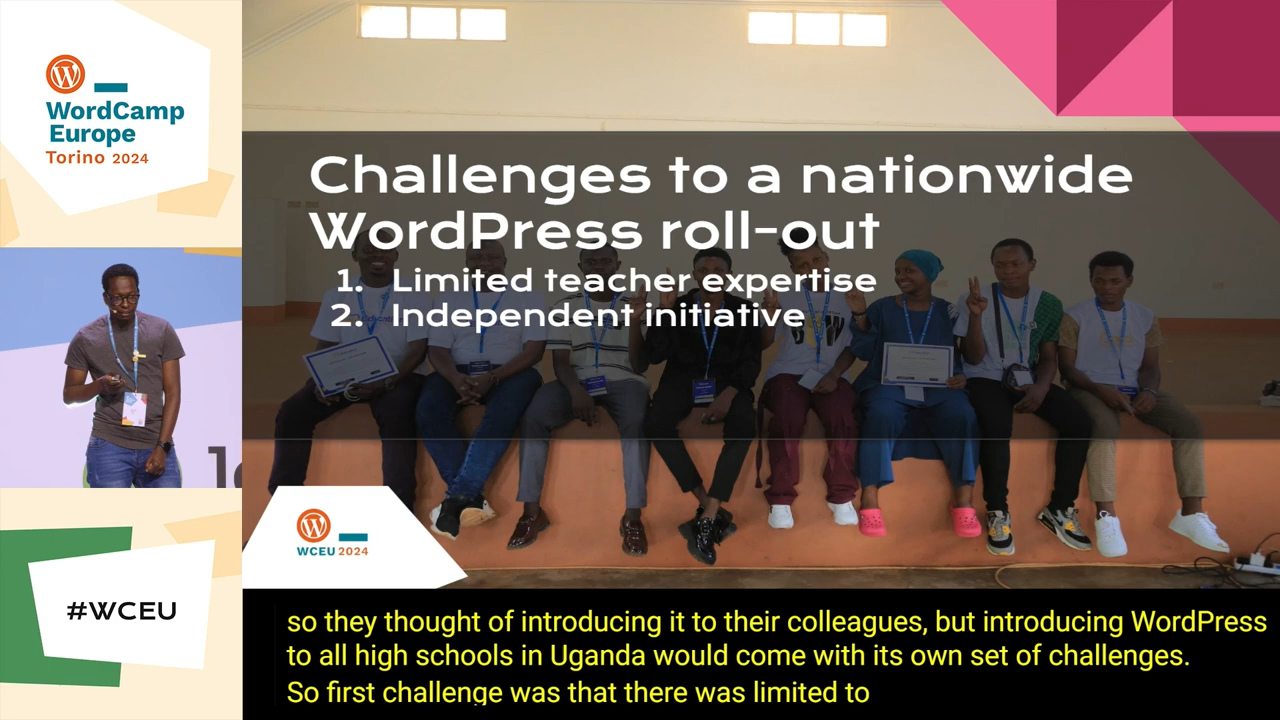 WordCamp
Europe
Torino 2024
Challenges to a nationwide
WordPress roll-out
1. Limited teacher expertise
2. Independent initiative
WCEU 2024
#WCEU
so they thought of introducing it to their colleagues, but introducing WordPress
to all high schools in Uganda would come with its own set of challenges.
So first challenge was that there was limited to